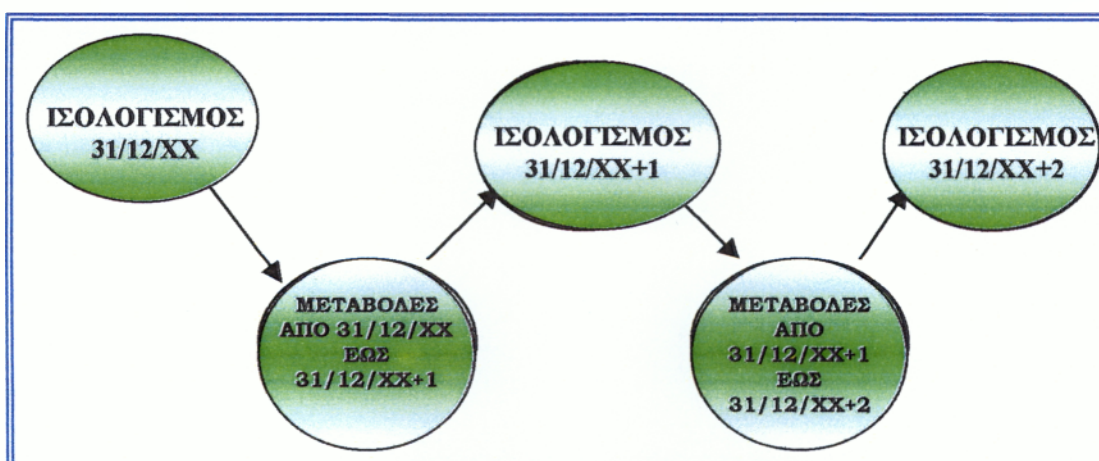 ΙΣΟΛΟΓΙΣΜΟΣ
31/12/ΧΧ
ΜΕΤΑΒΟΛΕΣ
ΑΠΟ 31/12/ΧΧ
ΕΩΣ
31/12/ΧΧ+1
ΙΣΟΛΟΓΙΣΜΟΣ
31/12/ΧΧ+1
ΜΕΤΑΒΟΛΕΣ
ΑΠΟ
31/12/ΧΧ+1
ΕΩΣ
31/12/ΧΧ+2
ΙΣΟΛΟΓΙΣΜΟΣ
31/12/ΧΧ+2